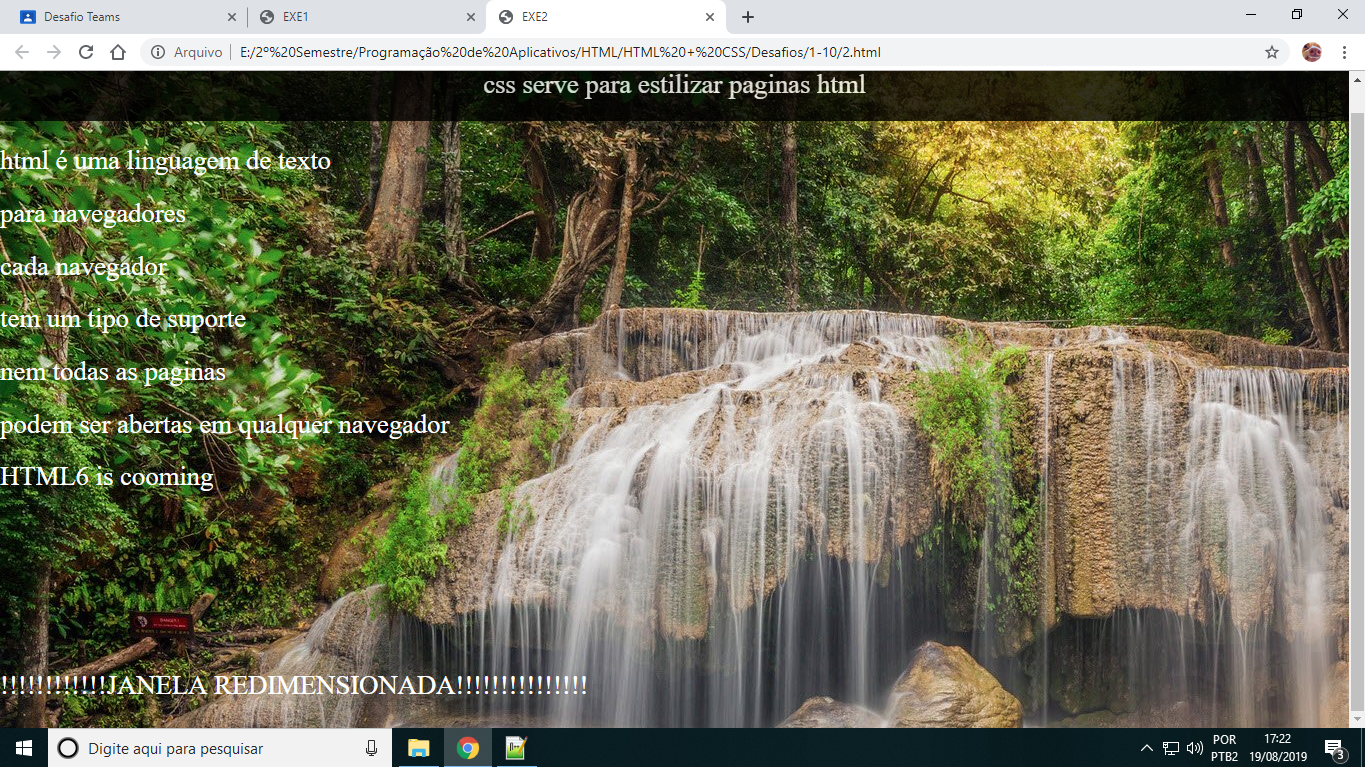 Desafio Teams
EXE1
EXE2
Arquivo
E:/2º%20Semestre/Programação%20de%20Aplicativos/HTML/HTML%20+%20CSS/Desafios/1-10/2.html
css serve para estilizar paginas html
html é uma linguagem de texto
para navegadores
cada navegador
tem um tipo de suporte
nem todas as paginas
podem ser abertas em qualquer navegador
HTML6 is cooming
DANGER!
!!!!!!!!!!!!JANELA REDIMENSIONADA!!!!!!!!!!!!!!!
Digite aqui para pesquisar
POR
PTB2
17:22
19/08/2019
3